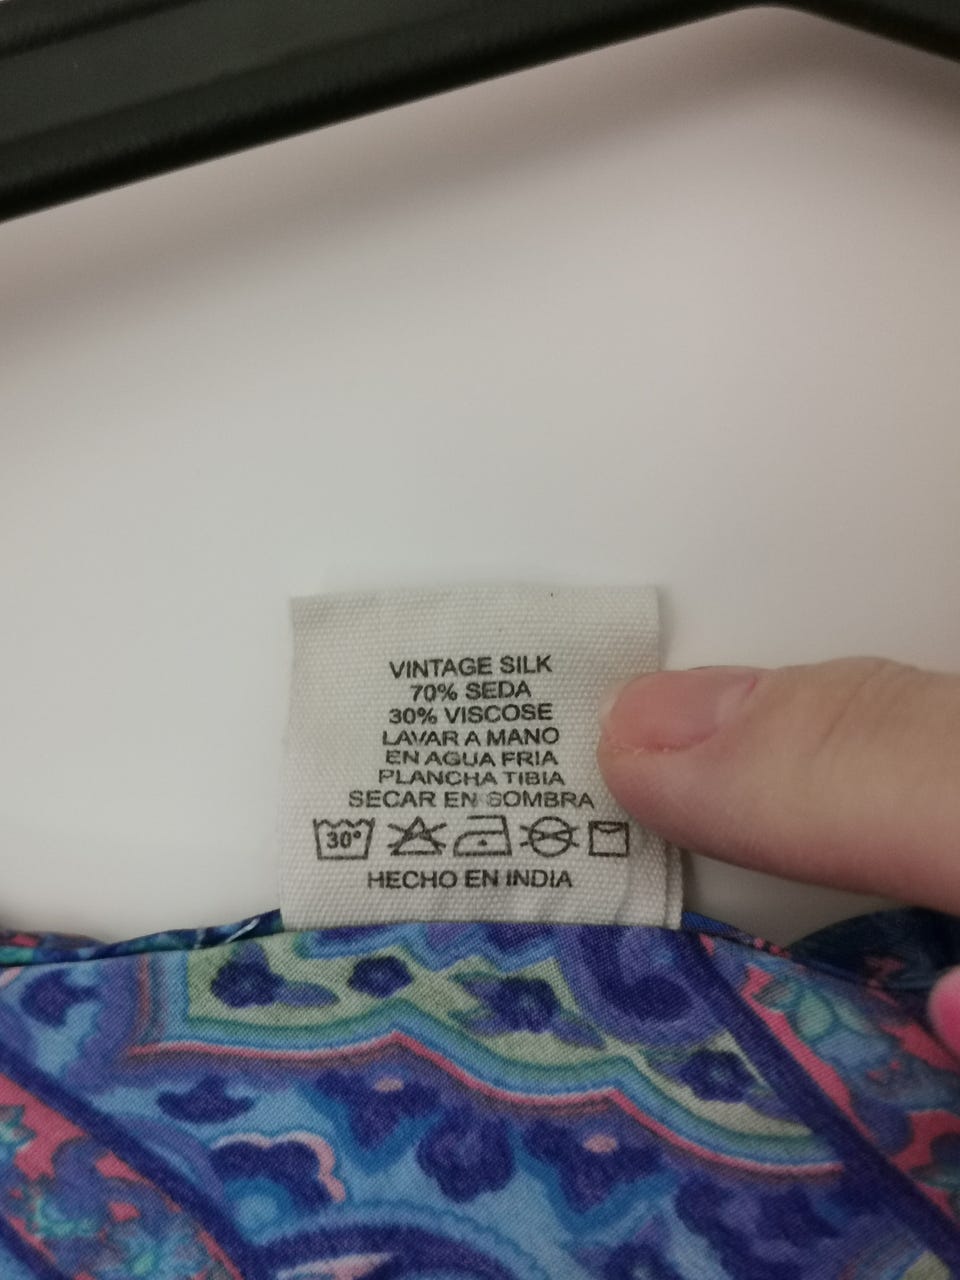 VINTAGE SILK
70% SEDA
30% VISCOSE
LAVAR A MANO
EN AGUA FRIA
PLANCHA TIBIA
SECAR EN SOMBRA
30°
HECHO EN INDIA